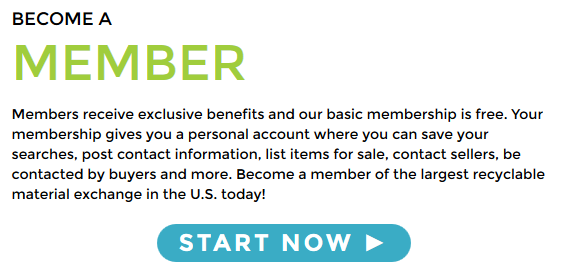 BECOME A
MEMBER
Members receive exclusive benefits and our basic membership is free. Your
membership gives you a personal account where you can save your
searches, post contact information, list items for sale, contact sellers, be
contacted by buyers and more. Become a member of the largest recyclable
material exchange in the U.S. today!
START NOW ►